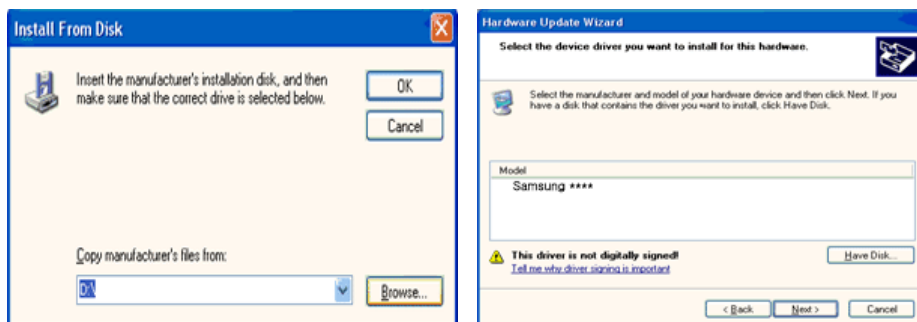 Install From Disk
Insert the manufacturer's installation disk, and then
make sure that the correct drive is selected below.
OK
Cancel
Copy manufacturer's files from:
D:\
Browse...
Hardware Update Wizard
Select the device driver you want to install for this hardware.
Select the manufacturer and model of your hardware device and then click Next. If you
have a disk that contains the driver you want to install, click Have Disk.
Model
Samsung ****
This driver is not digitally signed!
Tell me why driver signing is important
Have Disk...
< Back
Next >
Cancel